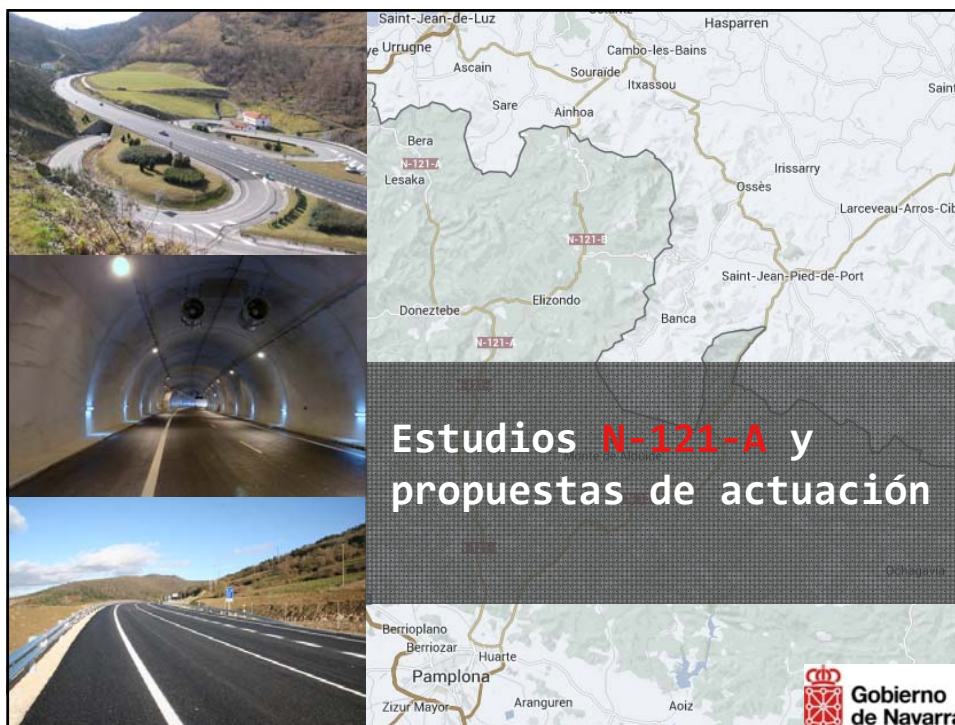 Saint-Jean-de-Luz
Hasparren
Urrugne
Cambo-les-Bains
Ascain
Souraïde
Itxassou
Sare
Ainhoa
Bera
N-121-A
Lesaka
Irissarry
Ossès
N-121-B
Saint-Jean-Pied-de-Port
Elizondo
Doneztebe
Banca
N-121-A
Estudios N-121-A y
propuestas de actuación
Ochagavía
Berrioplano
Berriozar
Huarte
Pamplona
Zizur Mayor
Aranguren
Aoiz
Gobierno
de Navarra